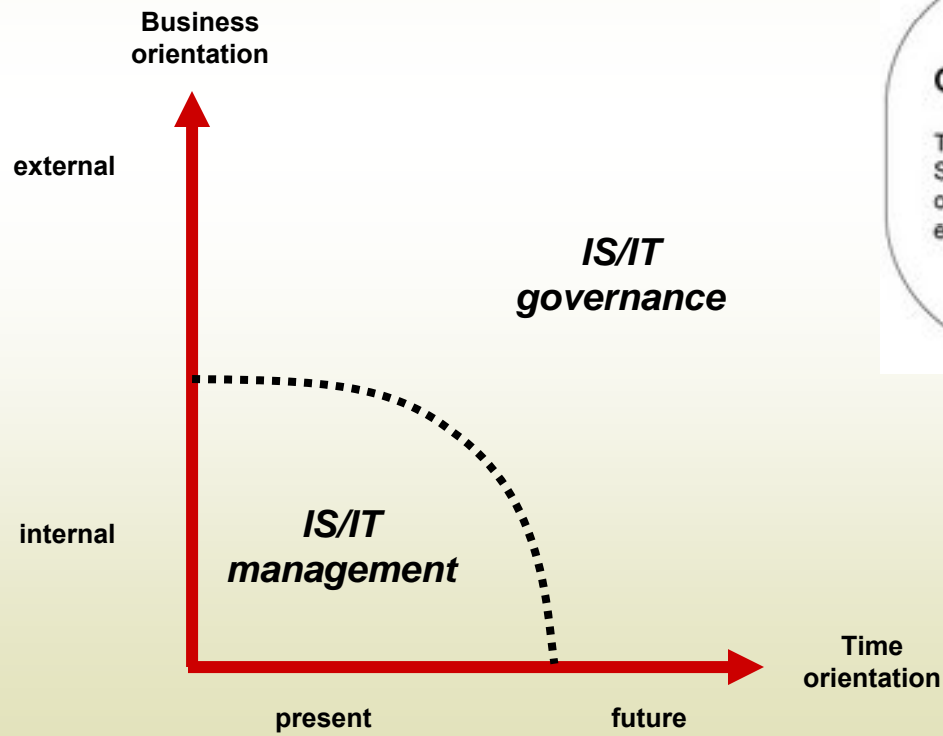 Business
orientation
external
IS/IT
governance
internal
IS/IT
management
Time
orientation
present
future